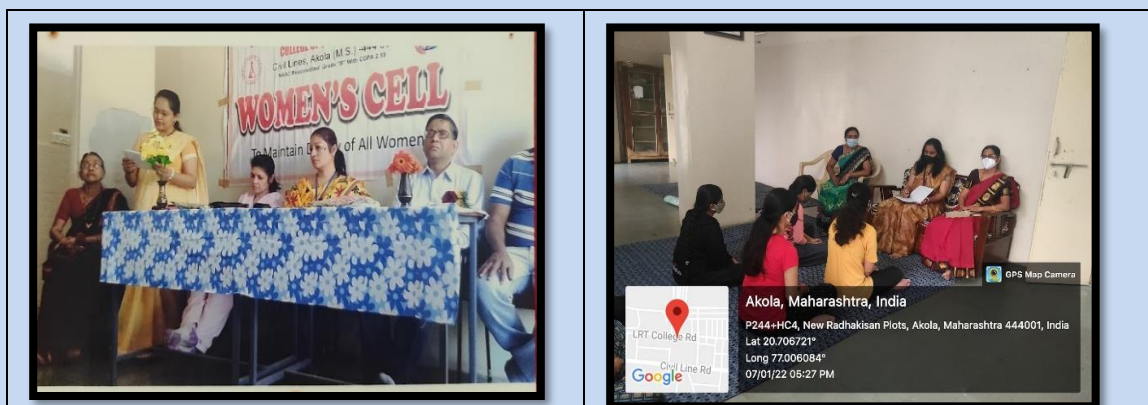 COLLEGE OF
Civil Lines, Akola (M.S.)
WOMEN'S CELL
To Maintain of All Women
GPS Map Camera
Akola, Maharashtra, India
P244+HC4, New Radhakisan Plots, Akola, Maharashtra 444001, India
Lat 20.706721°
Long 77.006084°
07/01/22 05:27 PM
LRT College Rd
Civil Line Rd
Google